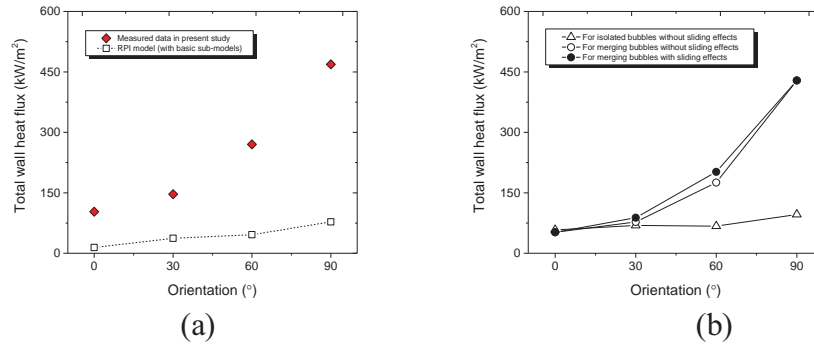 600
450
300
150
0
Total wall heat flux (kW/m²)
Measured data in present study
RPI model (with basic sub-models)
0 30 60 90
Orientation (°)
(a)
600
450
300
150
0
Total wall heat flux (kW/m²)
For isolated bubbles without sliding effects
For merging bubbles without sliding effects
For merging bubbles with sliding effects
0 30 60 90
Orientation (°)
(b)